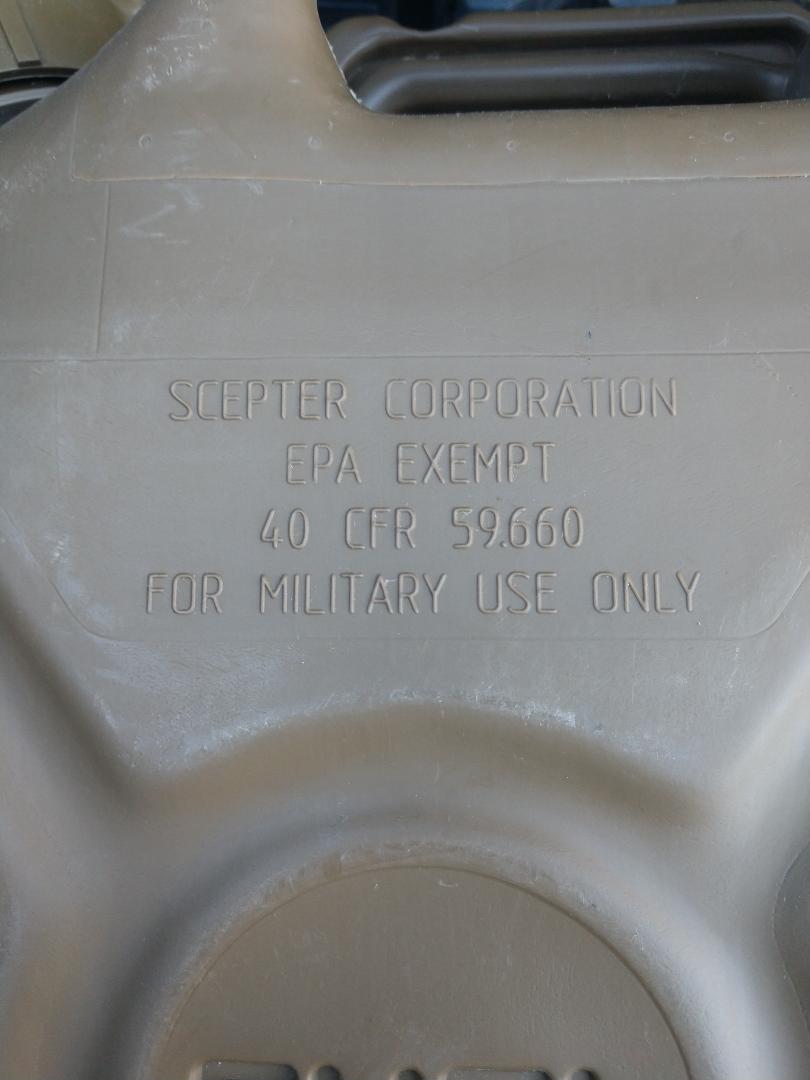 SCEPTER CORPORATION
EPA EXEMPT
40 CFR 59.660
FOR MILITARY USE ONLY